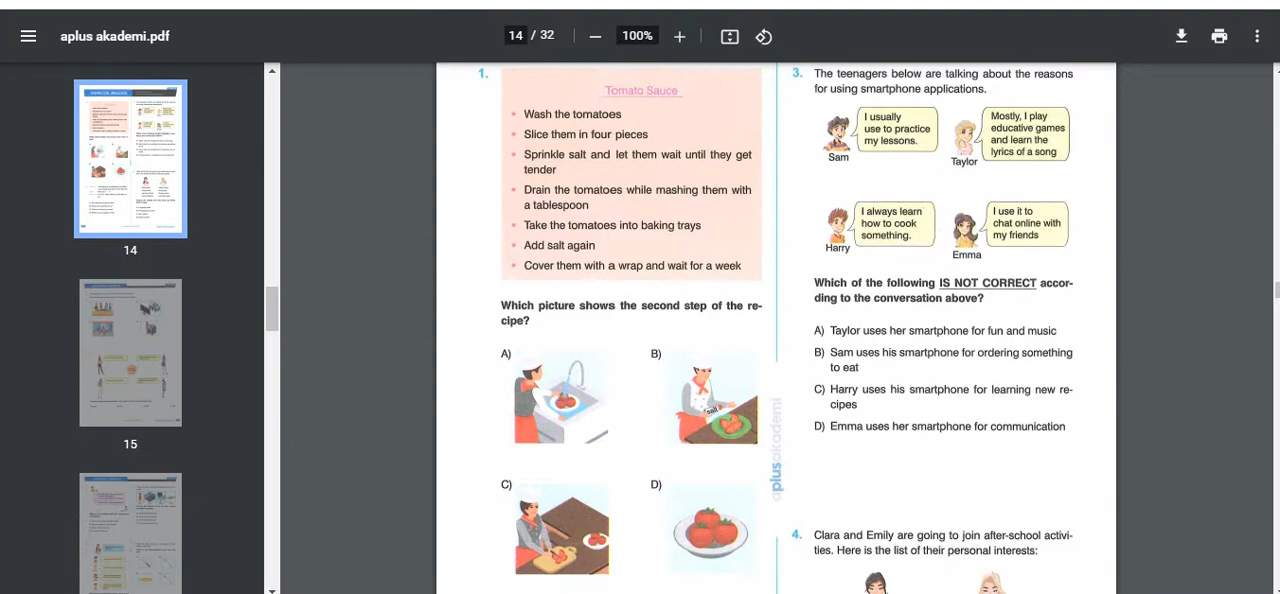 aplus akademi.pdf
14 / 32
100%
14
15
1.
Tomato Sauce
• Wash the tomatoes
• Slice them in four pieces
• Sprinkle salt and let them wait until they get
tender
• Drain the tomatoes while mashing them with
a tablespoon
• Take the tomatoes into baking trays
• Add salt again
• Cover them with a wrap and wait for a week
Which picture shows the second step of the re-
cipe?
A)
B)
salt
C)
D)
aplusakademi
3. The teenagers below are talking about the reasons
for using smartphone applications.
I usually
use to practice
my lessons.
Sam
Mostly, I play
educative games
and learn the
lyrics of a song
Taylor
I always learn
how to cook
something.
Harry
I use it to
chat online with
my friends
Emma
Which of the following IS NOT CORRECT accor-
ding to the conversation above?
A) Taylor uses her smartphone for fun and music
B) Sam uses his smartphone for ordering something
to eat
C) Harry uses his smartphone for learning new re-
cipes
D) Emma uses her smartphone for communication
4. Clara and Emily are going to join after-school activi-
ties. Here is the list of their personal interests: